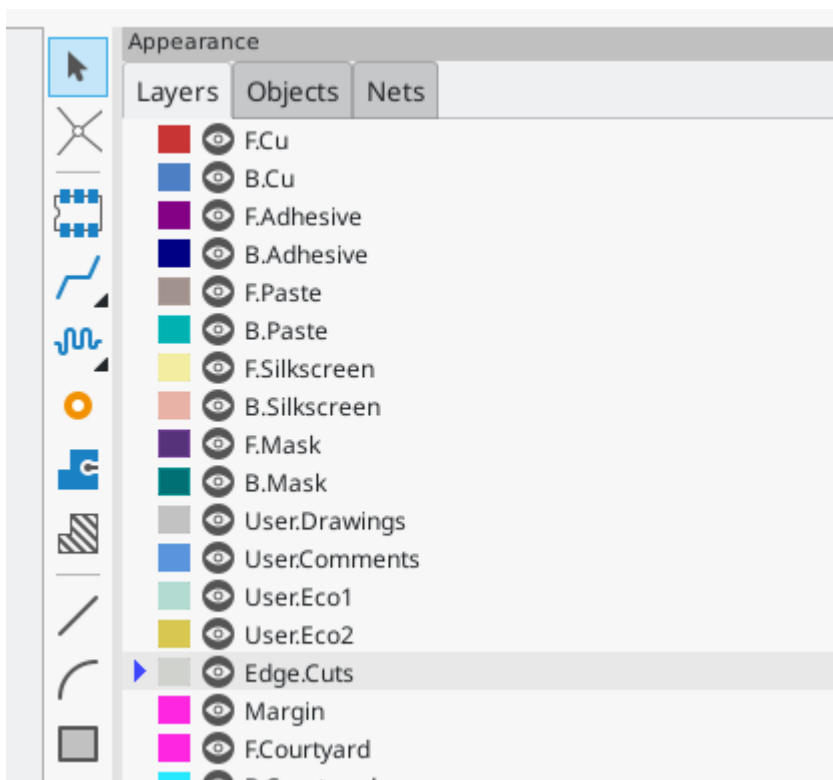 Appearance
Layers Objects Nets
F.Cu
B.Cu
F.Adhesive
B.Adhesive
F.Paste
B.Paste
F.Silkscreen
B.Silkscreen
F.Mask
B.Mask
User.Drawings
User.Comments
User.Eco1
User.Eco2
Edge.Cuts
Margin
F.Courtyard